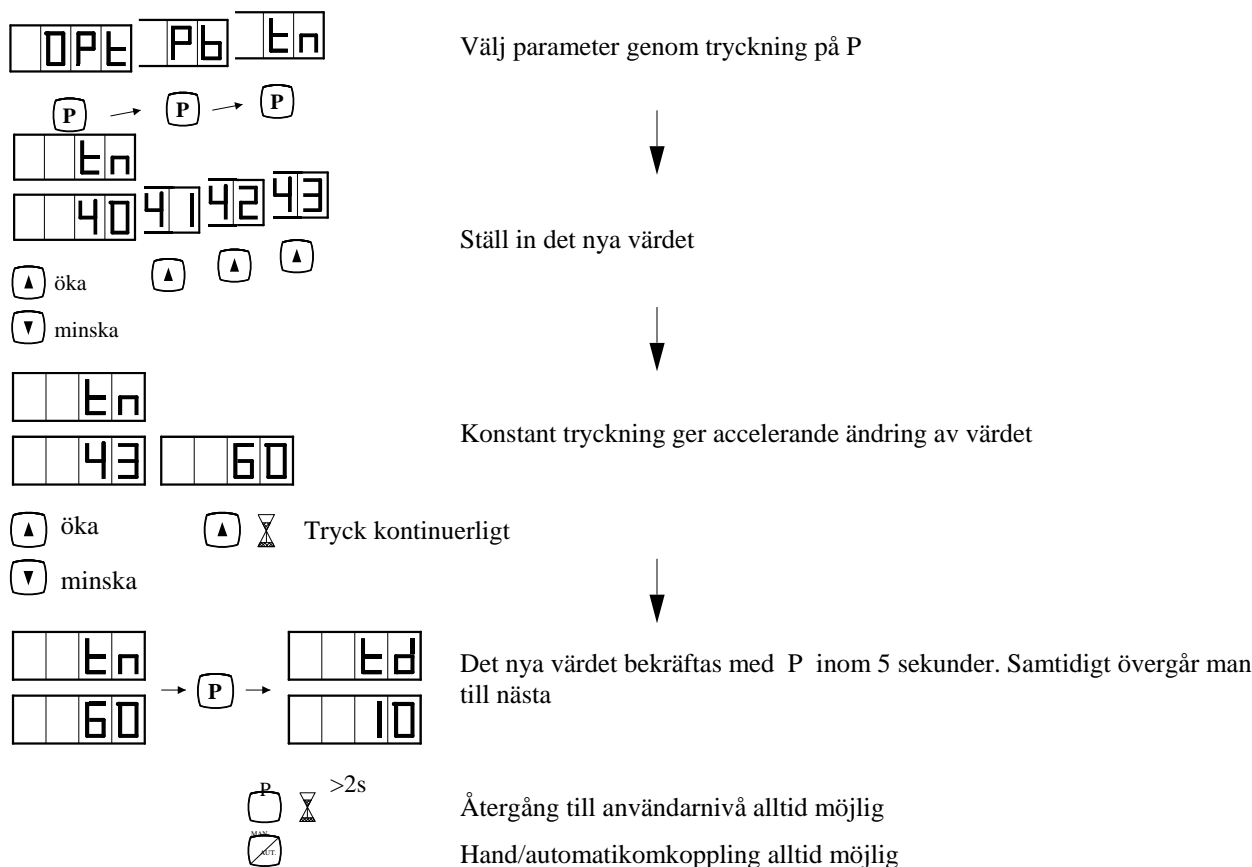 OPt Pb tn
Välj parameter genom tryckning på P
P P P
tn
40 41 42 43
Ställ in det nya värdet
öka
minska
tn
43 60
Konstant tryckning ger accelerande ändring av värdet
öka
Tryck kontinuerligt
minska
tn td
Det nya värdet bekräftas med P inom 5 sekunder. Samtidigt övergår man
till nästa
P
60 10
P >2s
Återgång till användarnivå alltid möjlig
MAN.
AUT.
Hand/automatikomkoppling alltid möjlig